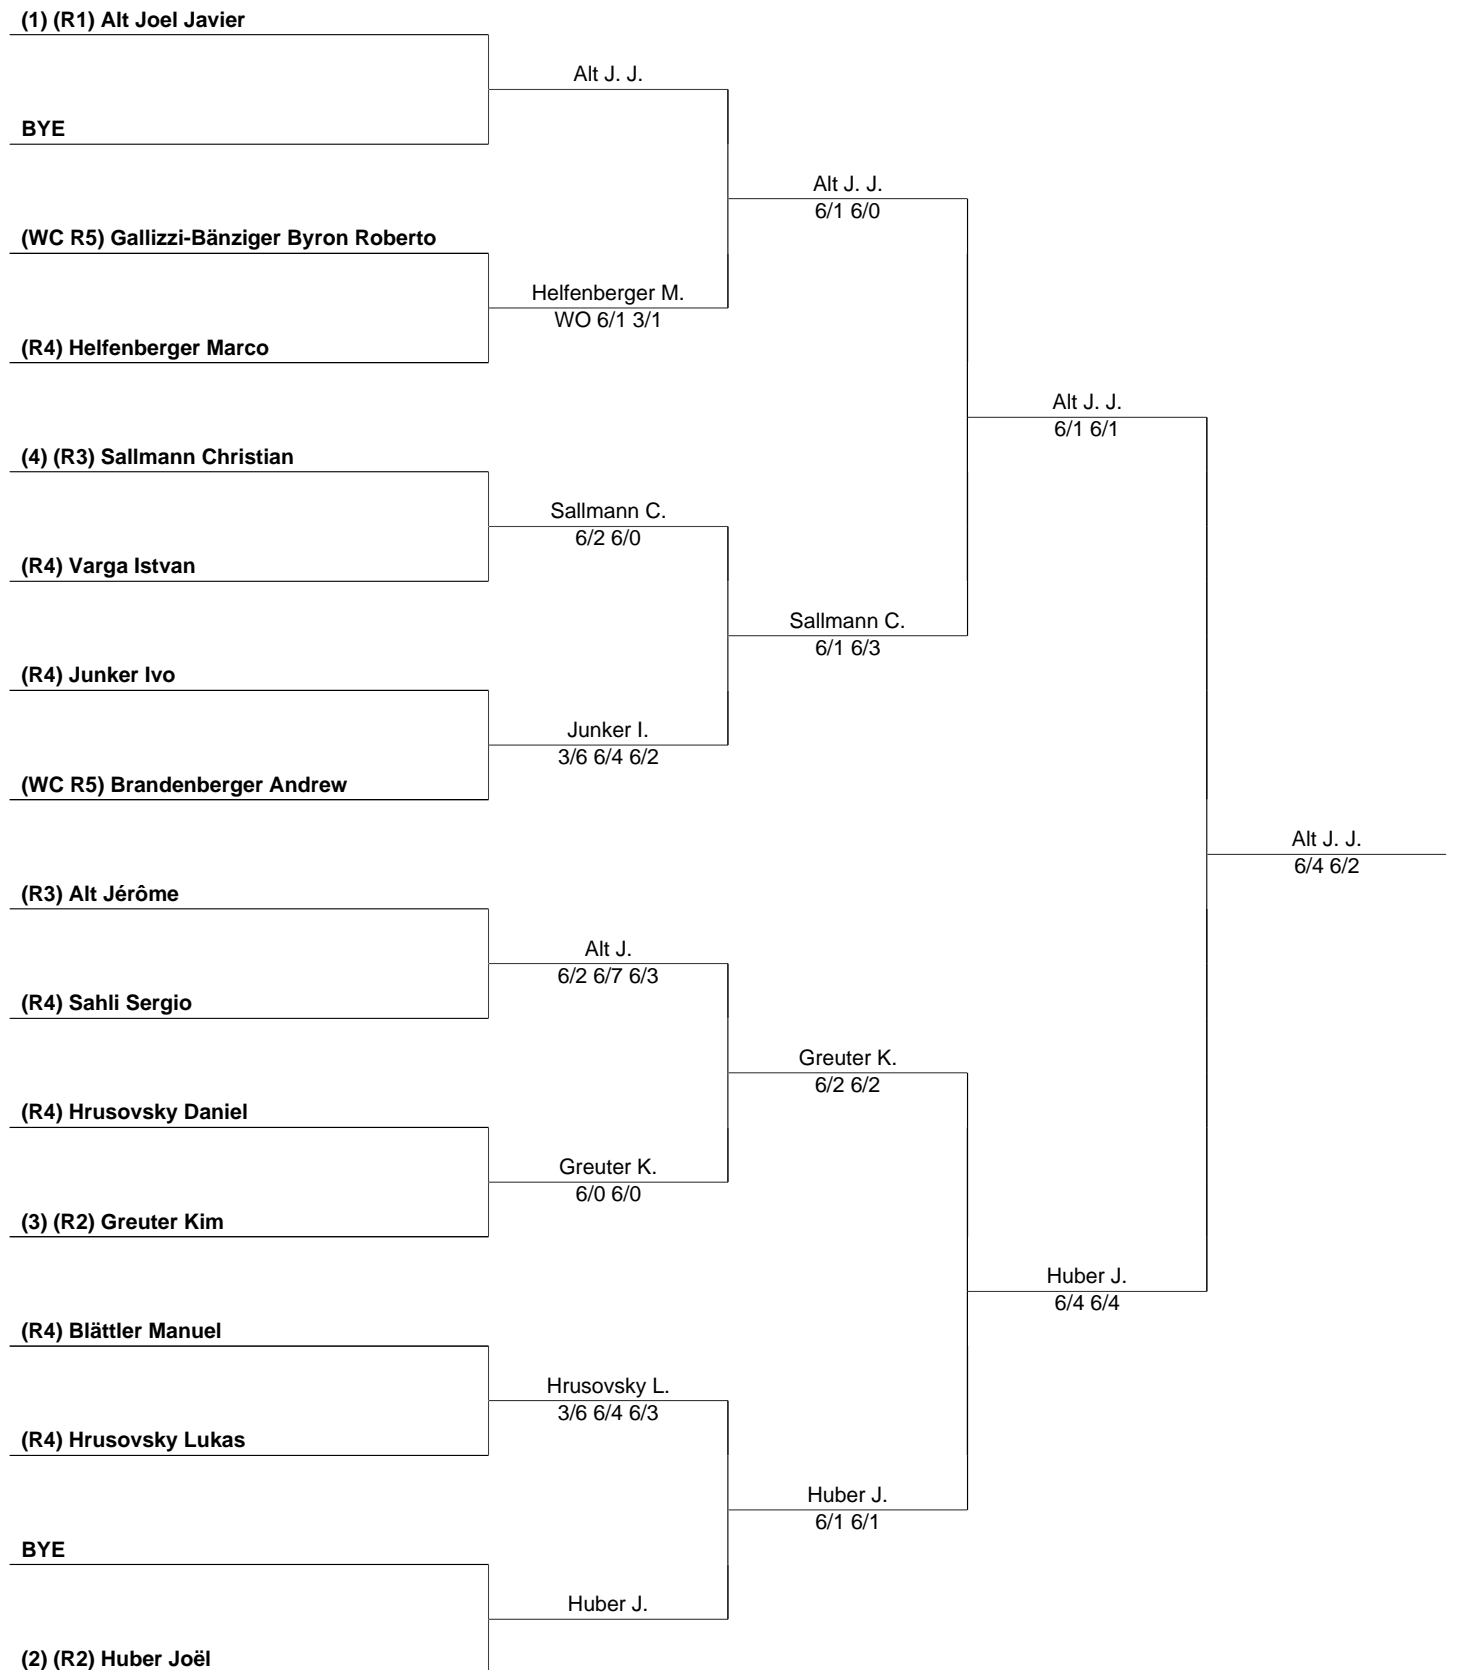 (1) (R1) Alt Joel Javier
Alt J. J.
BYE
Alt J. J.
6/1 6/0
(WC R5) Gallizzi-Bänziger Byron Roberto
Helfenberger M.
WO 6/1 3/1
(R4) Helfenberger Marco
Alt J. J.
6/1 6/1
(4) (R3) Sallmann Christian
Sallmann C.
6/2 6/0
(R4) Varga Istvan
Sallmann C.
6/1 6/3
(R4) Junker Ivo
Junker I.
3/6 6/4 6/2
(WC R5) Brandenberger Andrew
Alt J. J.
6/4 6/2
(R3) Alt Jérôme
Alt J.
6/2 6/7 6/3
(R4) Sahli Sergio
Greuter K.
6/2 6/2
(R4) Hrusovsky Daniel
Greuter K.
6/0 6/0
(3) (R2) Greuter Kim
Huber J.
6/4 6/4
(R4) Blättler Manuel
Hrusovsky L.
3/6 6/4 6/3
(R4) Hrusovsky Lukas
Huber J.
6/1 6/1
BYE
Huber J.
(2) (R2) Huber Joël